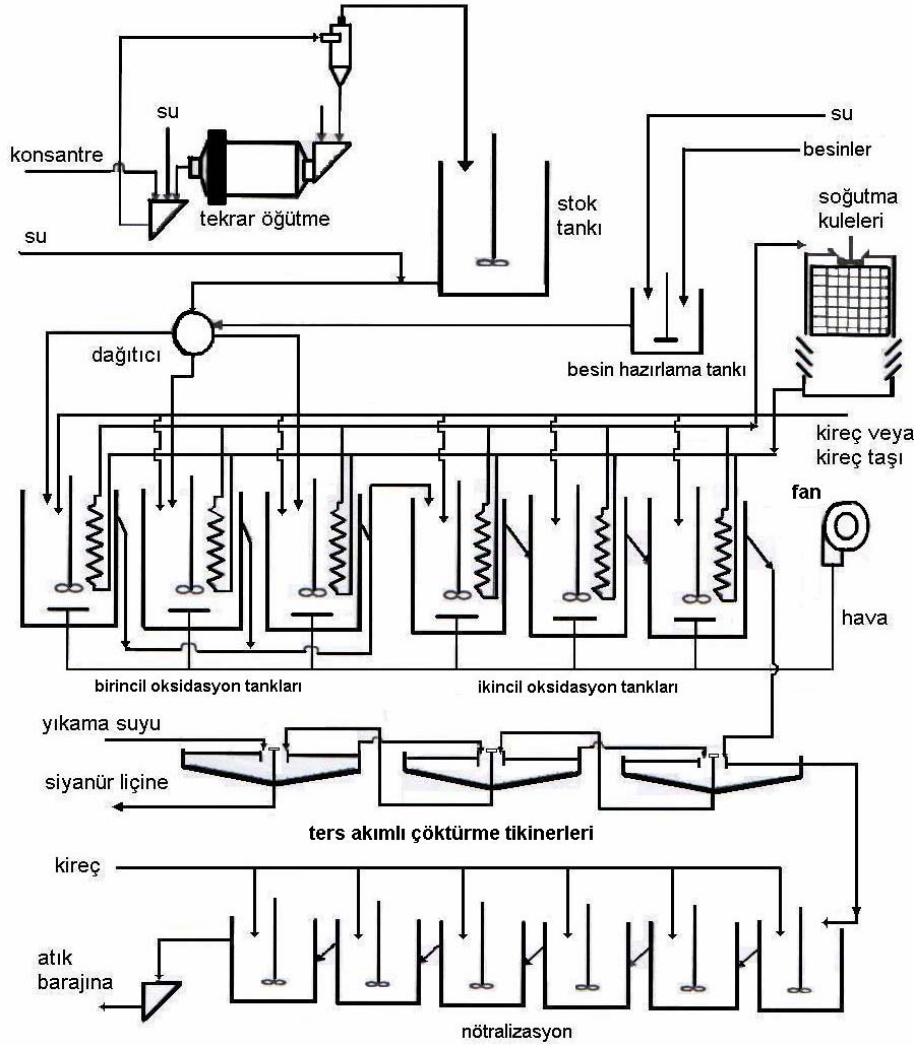 su
konsantre
tekrar öğütme
su
stok
tankı
su
besinler
soğutma
kuleleri
dağıtıcı
besin hazırlama tankı
kireç veya
kireç taşı
fan
hava
birincil oksidasyon tankları
ikincil oksidasyon tankları
yıkama suyu
siyanür liçine
ters akımlı çöktürme tikinerleri
kireç
atık
barajına
nötralizasyon